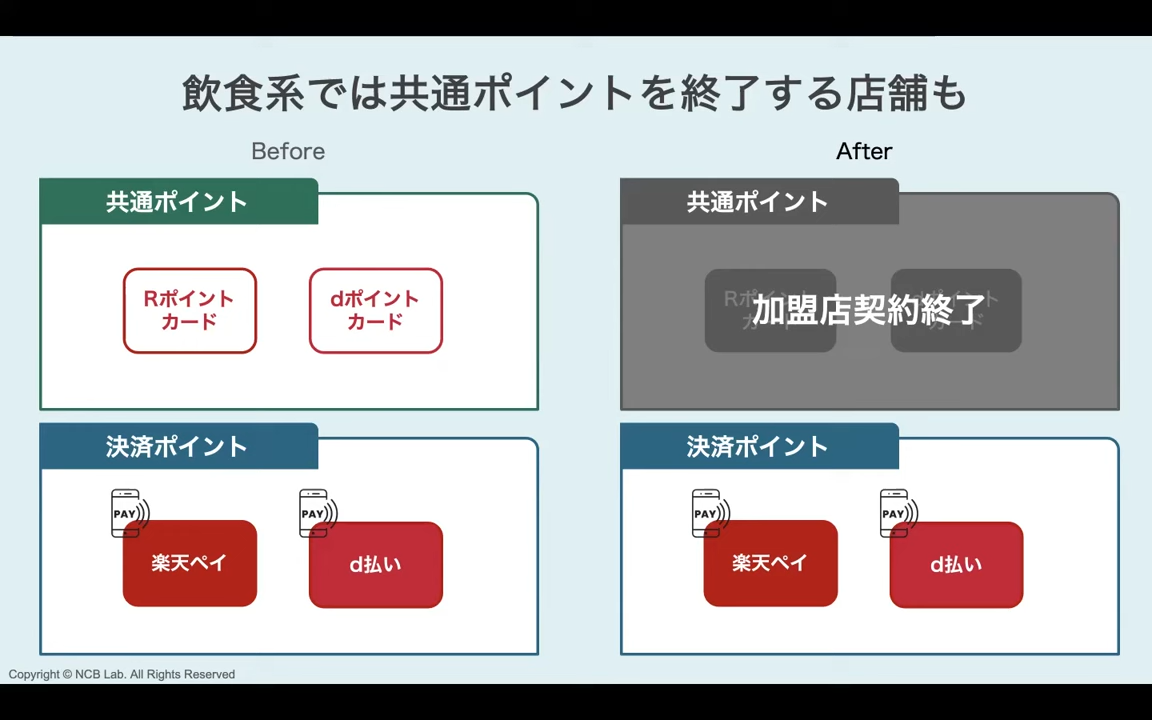 飲食系では共通ポイントを終了する店舗も
Before
After
共通ポイント
Rポイント
カード
dポイント
カード
共通ポイント
加盟店契約終了
決済ポイント
PAY
楽天ペイ
PAY
d払い
決済ポイント
PAY
楽天ペイ
PAY
d払い
Copyright © NCB Lab. All Rights Reserved